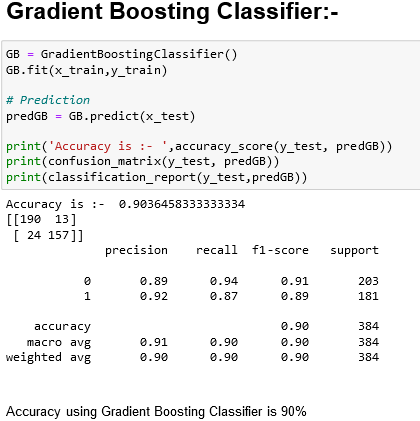 Gradient Boosting Classifier:-
GB = GradientBoostingClassifier()
GB.fit(x_train,y_train)
# Prediction
predGB = GB.predict(x_test)
print('Accuracy is :- ',accuracy_score(y_test, predGB))
print(confusion_matrix(y_test, predGB))
print(classification_report(y_test,predGB))
Accuracy is :-  0.9036458333333334
[[190  13]
 [ 24 157]]
precision recall f1-score support
0 0.89 0.94 0.91 203
1 0.92 0.87 0.89 181
accuracy 0.90 384
macro avg 0.91 0.90 0.90 384
weighted avg 0.90 0.90 0.90 384
Accuracy using Gradient Boosting Classifier is 90%